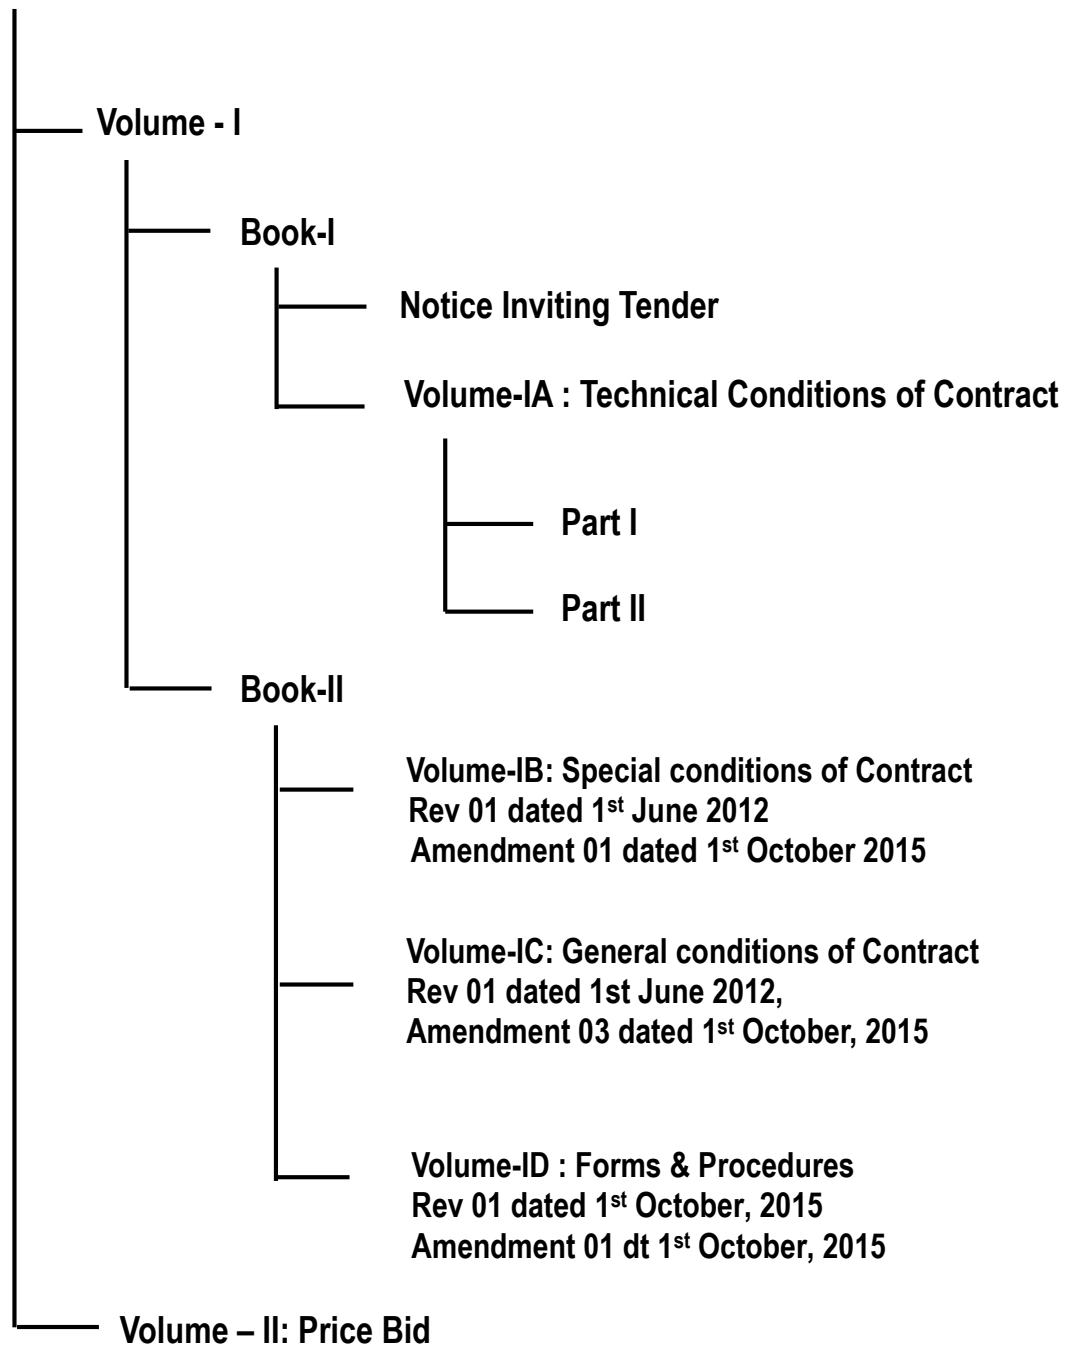 Volume - I
Book-I
Notice Inviting Tender
Volume-IA : Technical Conditions of Contract
Part I
Part II
Book-II
Volume-IB: Special conditions of Contract
Rev 01 dated 1st June 2012
Amendment 01 dated 1st October 2015
Volume-IC: General conditions of Contract
Rev 01 dated 1st June 2012,
Amendment 03 dated 1st October, 2015
Volume-ID : Forms & Procedures
Rev 01 dated 1st October, 2015
Amendment 01 dt 1st October, 2015
Volume – II: Price Bid